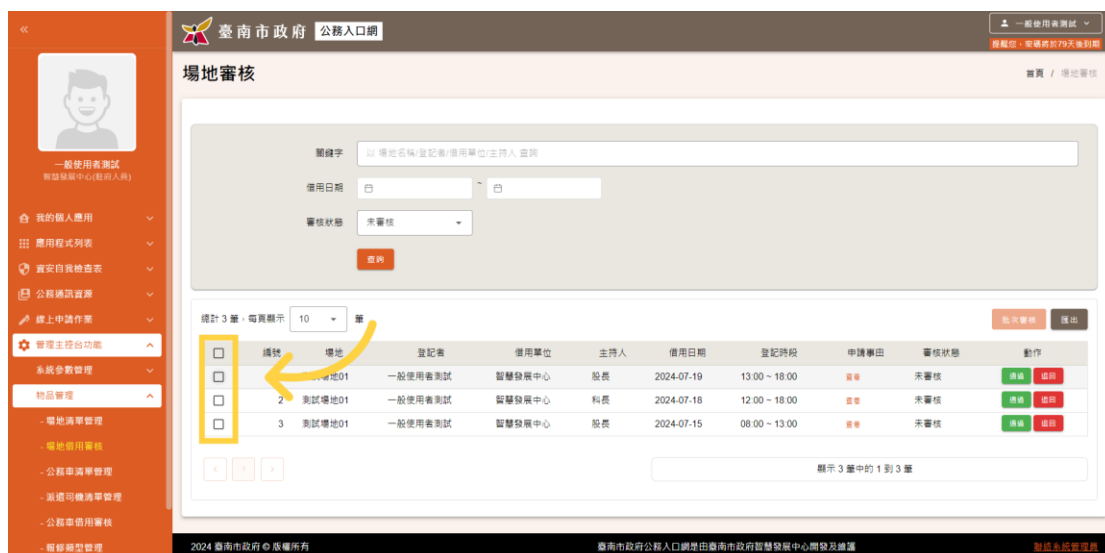 臺南市政府 公務入口網
一般使用者測試
提醒您，密碼將於79天後到期
場地審核
首頁 / 場地審核
一般使用者測試
智慧發展中心(駐府人員)
我的個人應用
應用程式列表
資安自我檢查表
公務通訊資源
線上申請作業
管理主控台功能
系統參數管理
物品管理
- 場地清單管理
- 場地借用審核
- 公務車清單管理
- 派遣司機清單管理
- 公務車借用審核
- 報修類型管理
關鍵字 以 場地名稱/登記者/借用單位/主持人 查詢
借用日期 ~
審核狀態 未審核
查詢
總計 3 筆，每頁顯示 10 筆
批次審核 匯出
編號 場地 登記者 借用單位 主持人 借用日期 登記時段 申請事由 審核狀態 動作
場地01 一般使用者測試 智慧發展中心 股長 2024-07-19 13:00 ~ 18:00 查看 未審核 通過 退回
2 測試場地01 一般使用者測試 智慧發展中心 科長 2024-07-18 12:00 ~ 18:00 查看 未審核 通過 退回
3 測試場地01 一般使用者測試 智慧發展中心 股長 2024-07-15 08:00 ~ 13:00 查看 未審核 通過 退回
1
顯示 3 筆中的 1 到 3 筆
2024 臺南市政府 © 版權所有
臺南市政府公務入口網是由臺南市政府智慧發展中心開發及維護
聯絡系統管理員